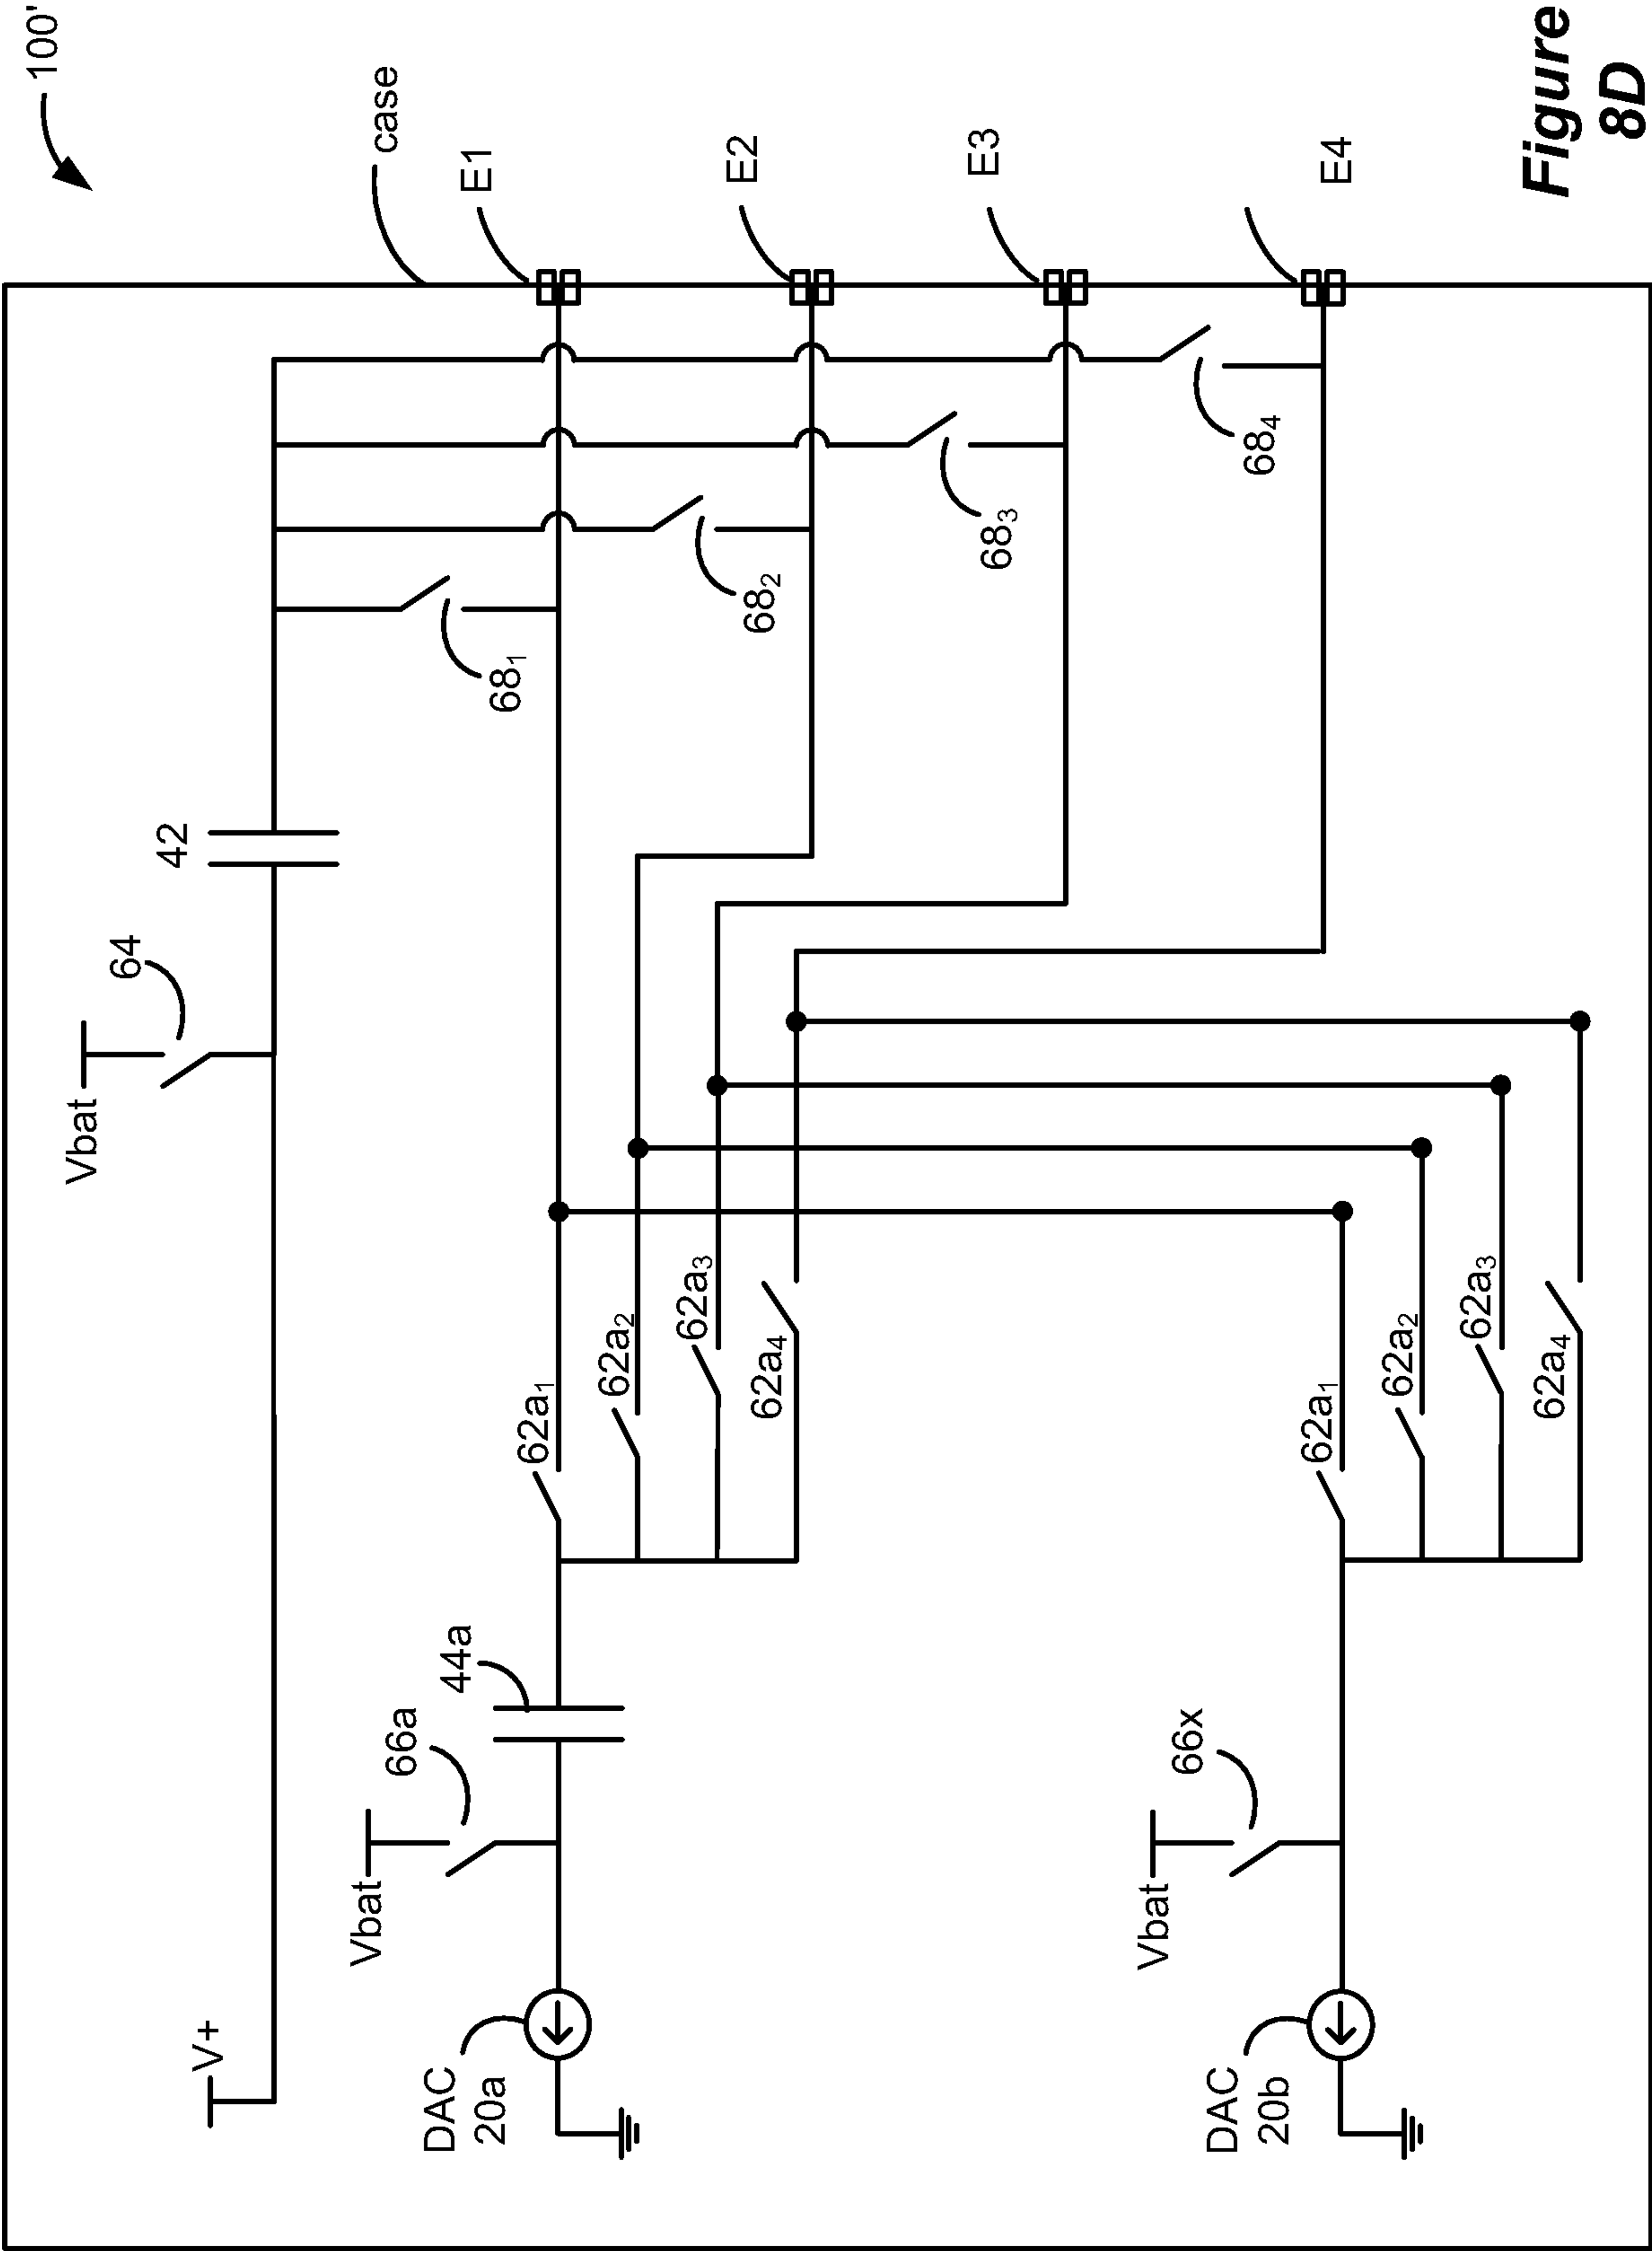 100'
case
E1
E2
E3
E4
68₁
68₂
68₃
68₄
42
64
Vbat
V+
62a₁
62a₂
62a₃
62a₄
44a
66a
Vbat
DAC
20a
62a₁
62a₂
62a₃
62a₄
66x
Vbat
DAC
20b
Figure
8D